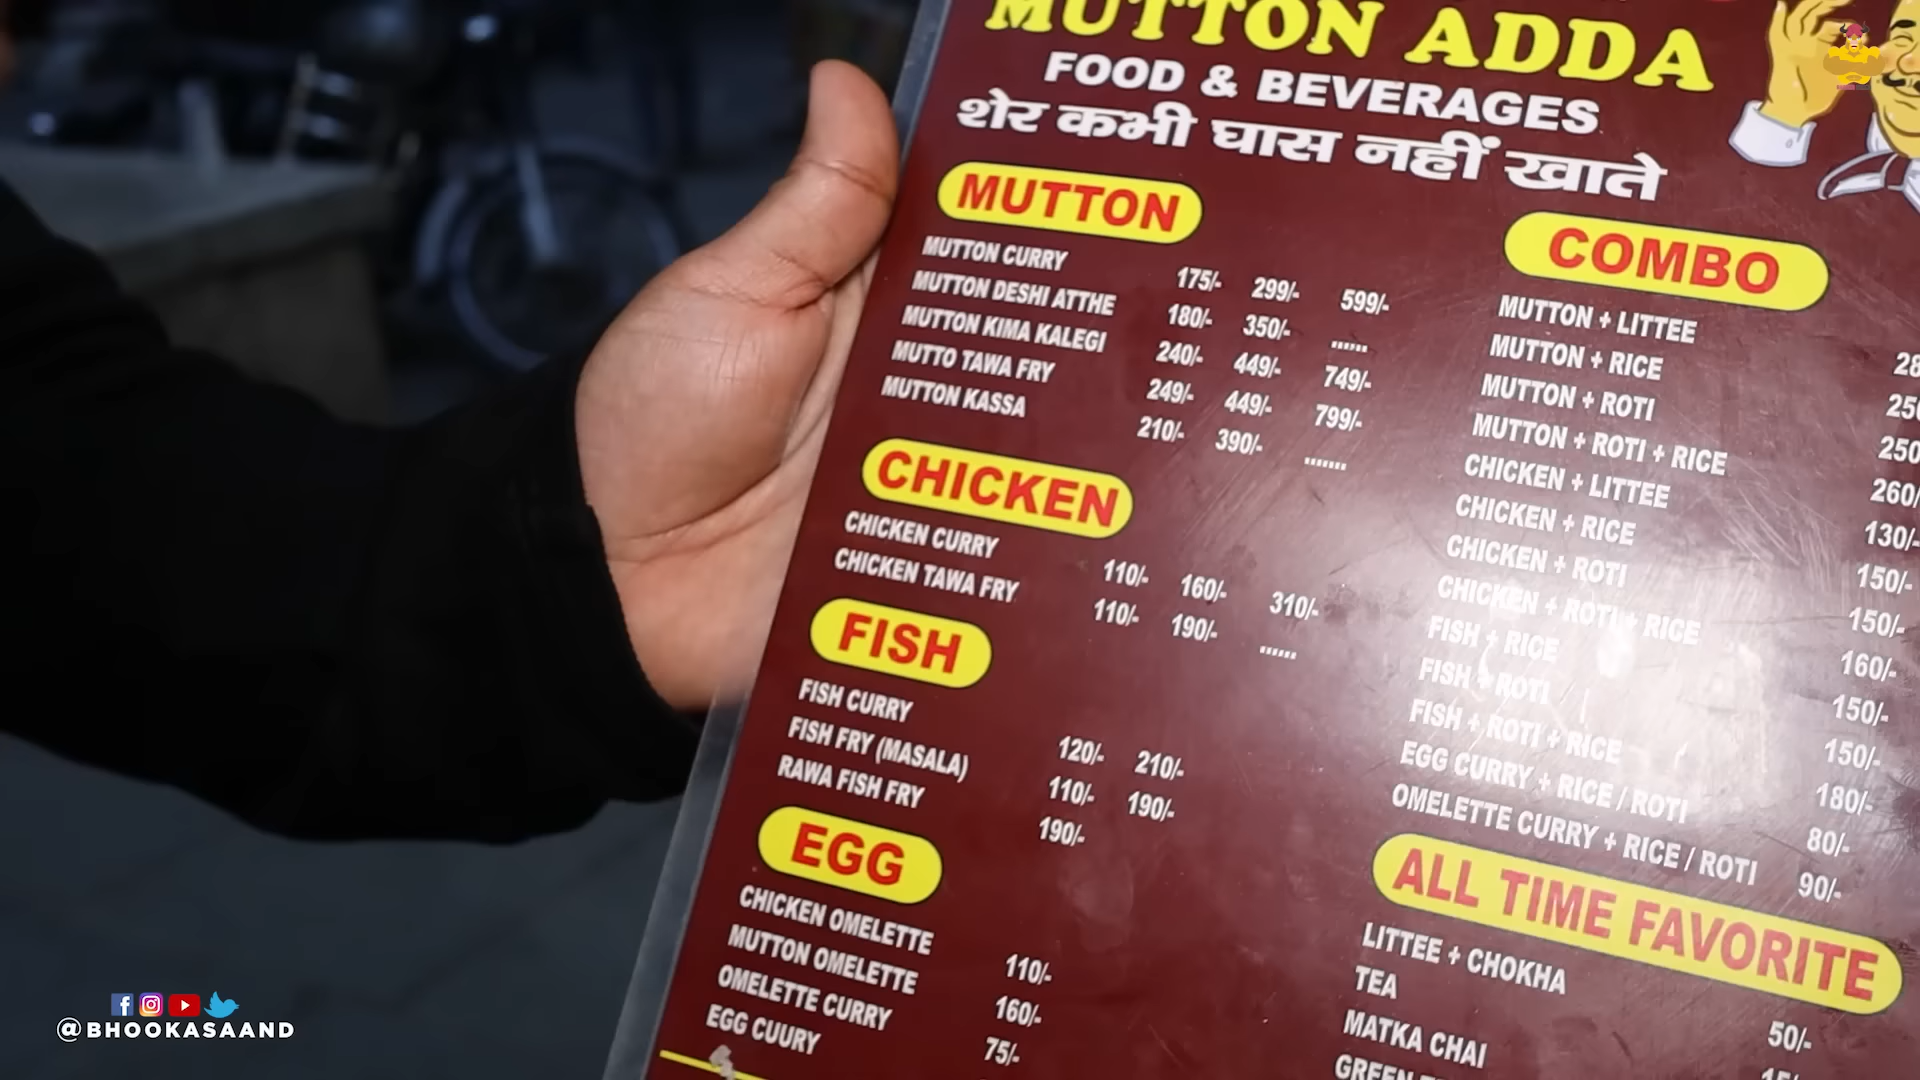 MUTTON ADDA
FOOD & BEVERAGES
शेर कभी घास नहीं खाते
MUTTON
MUTTON CURRY 175/- 299/- 599/-
MUTTON DESHI ATTHE 180/- 350/- ......
MUTTON KIMA KALEGI 240/- 449/- 749/-
MUTTO TAWA FRY 249/- 449/- 799/-
MUTTON KASSA 210/- 390/- .......
CHICKEN
CHICKEN CURRY 110/- 160/- 310/-
CHICKEN TAWA FRY 110/- 190/- ......
FISH
FISH CURRY 120/- 210/-
FISH FRY (MASALA) 110/- 190/-
RAWA FISH FRY 190/-
EGG
CHICKEN OMELETTE 110/-
MUTTON OMELETTE 160/-
OMELETTE CURRY 75/-
EGG CUURY
COMBO
MUTTON + LITTEE
MUTTON + RICE
MUTTON + ROTI 250
MUTTON + ROTI + RICE 260/
CHICKEN + LITTEE 130/-
CHICKEN + RICE 150/-
CHICKEN + ROTI 150/-
CHICKEN + ROTI + RICE 160/-
FISH + RICE 150/-
FISH + ROTI 150/-
FISH + ROTI + RICE 180/-
EGG CURRY + RICE / ROTI 80/-
OMELETTE CURRY + RICE / ROTI 90/-
ALL TIME FAVORITE
LITTEE + CHOKHA 50/-
TEA
MATKA CHAI
@BHOOKASAAND